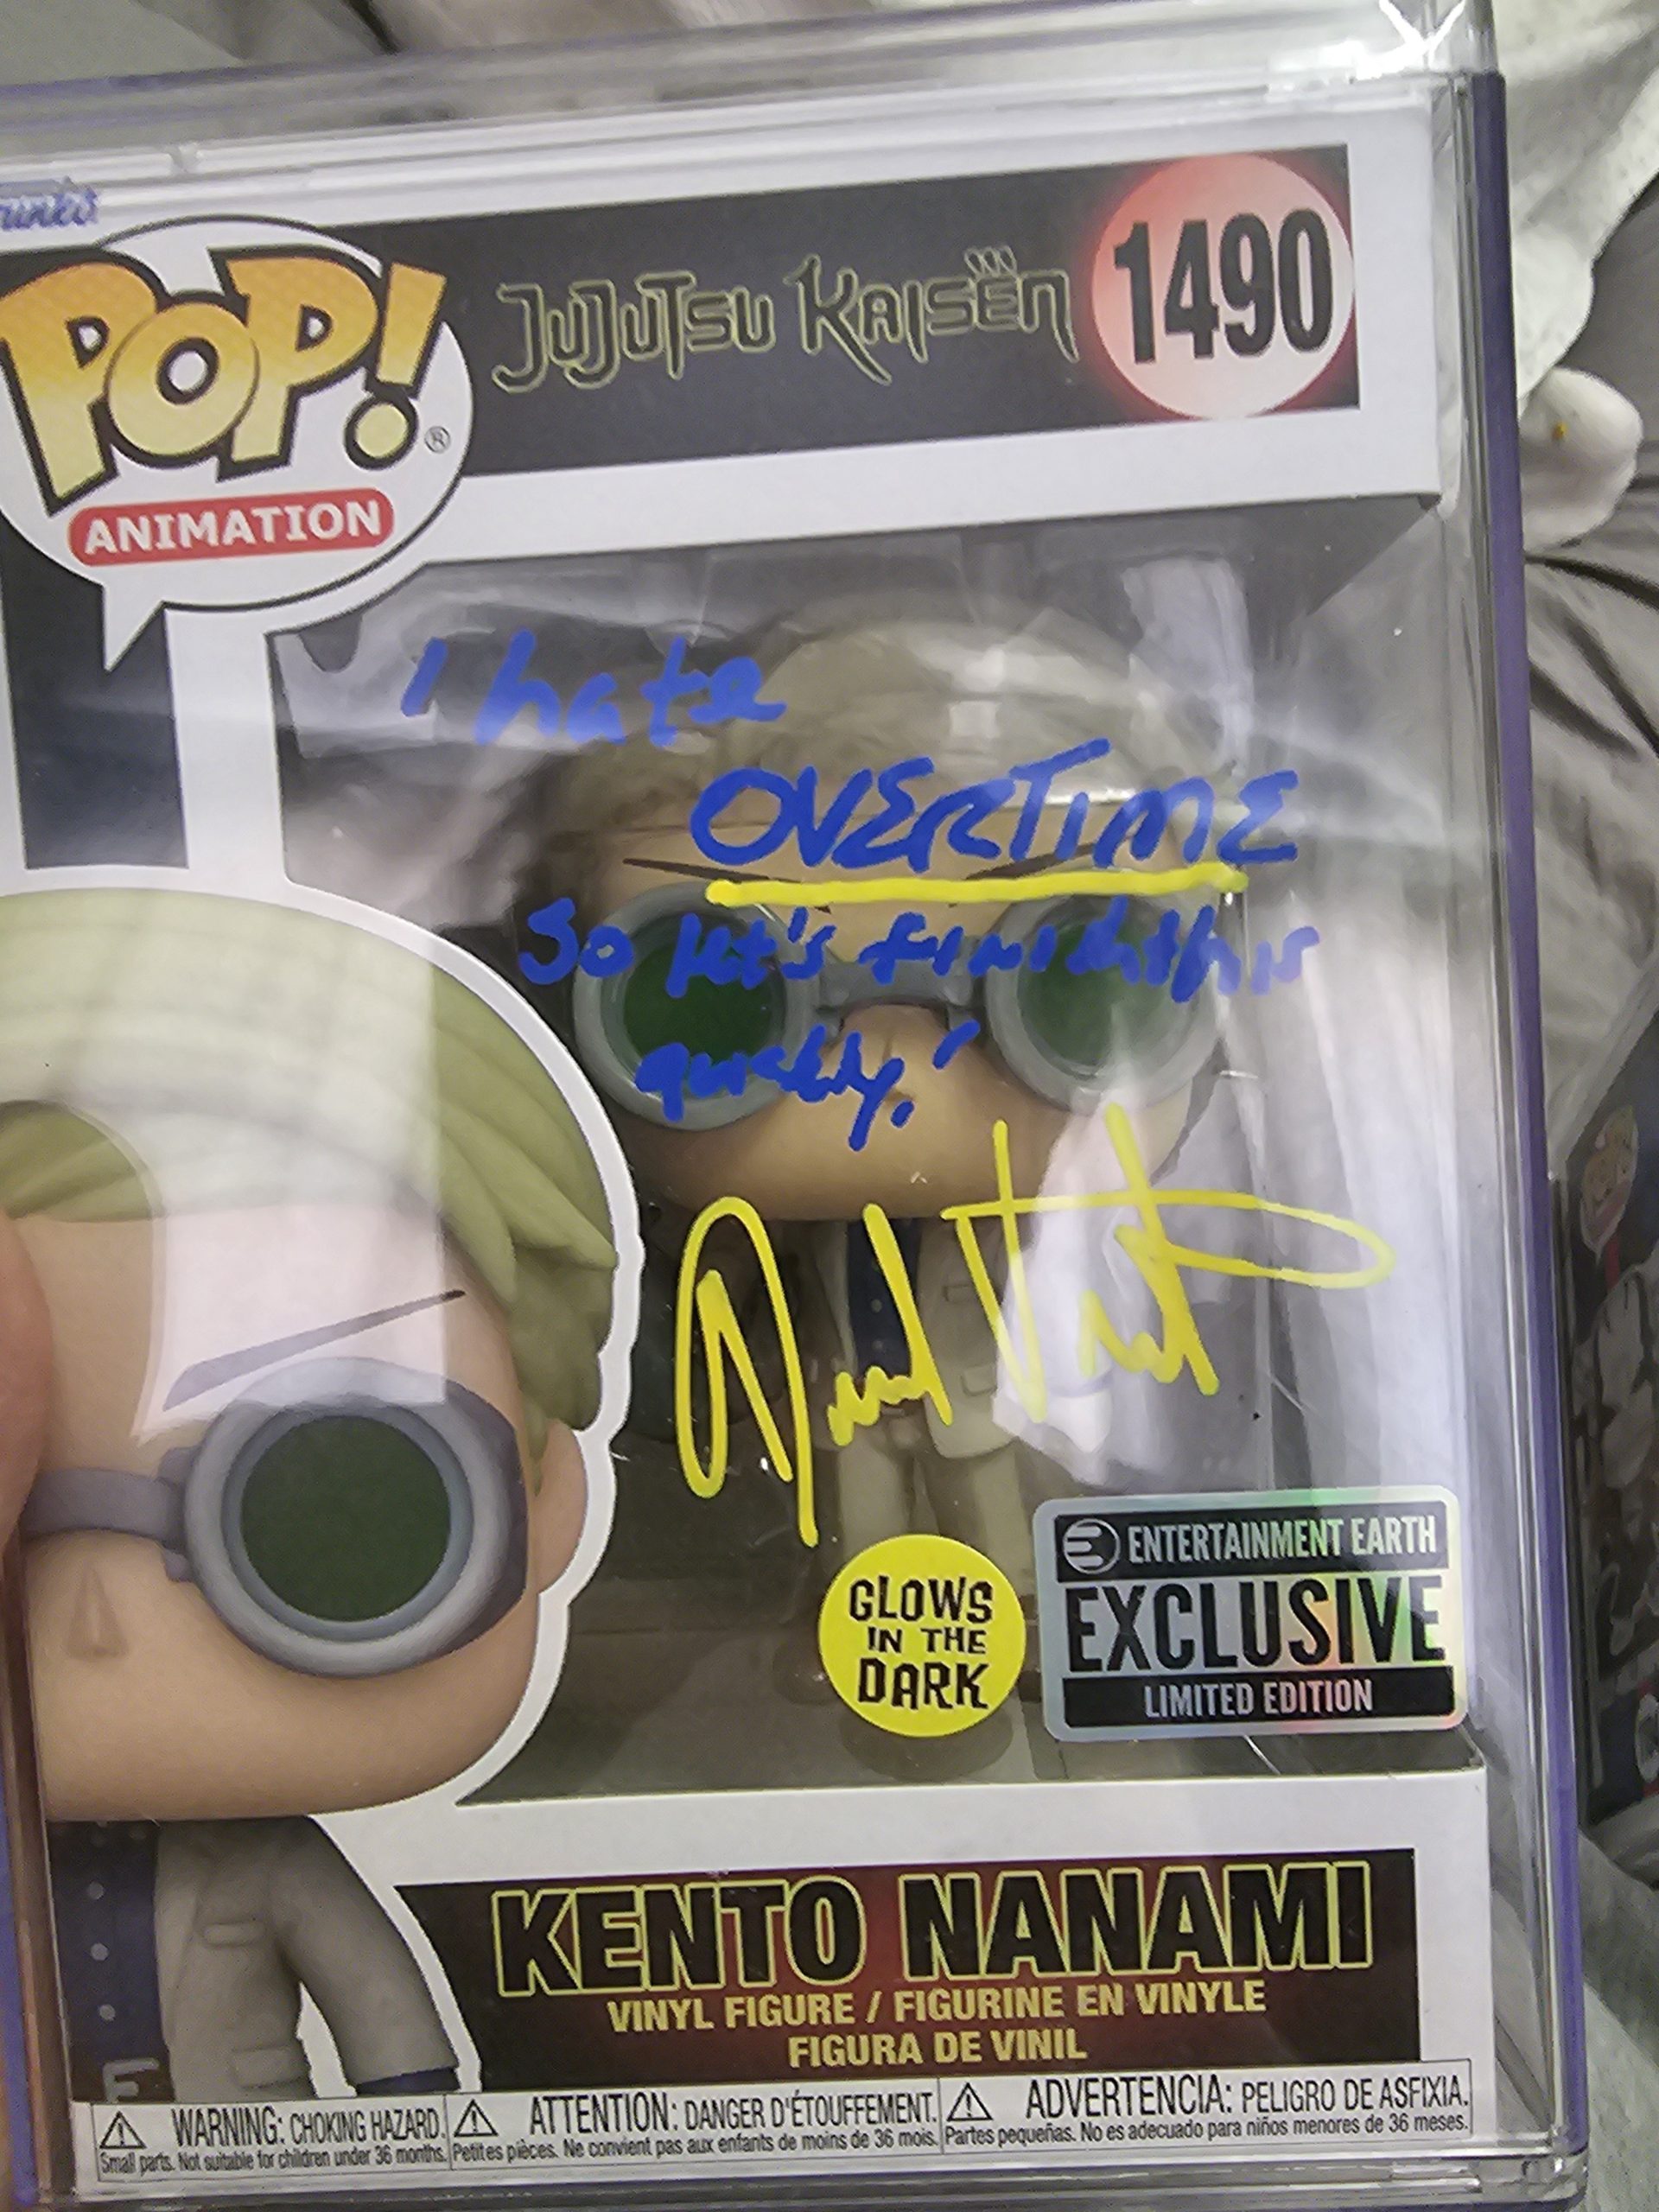 Funko
POP!®
ANIMATION
JUJUTSU KAISEN
1490
"I hate
OVERTIME
So let's finish this
quickly."
GLOWS
IN THE
DARK
ENTERTAINMENT EARTH
EXCLUSIVE
LIMITED EDITION
KENTO NANAMI
VINYL FIGURE / FIGURINE EN VINYLE
FIGURA DE VINIL
WARNING: CHOKING HAZARD.
Small parts. Not suitable for children under 36 months.
ATTENTION: DANGER D'ÉTOUFFEMENT.
Petites pièces. Ne convient pas aux enfants de moins de 36 mois.
ADVERTENCIA: PELIGRO DE ASFIXIA.
Partes pequeñas. No es adecuado para niños menores de 36 meses.